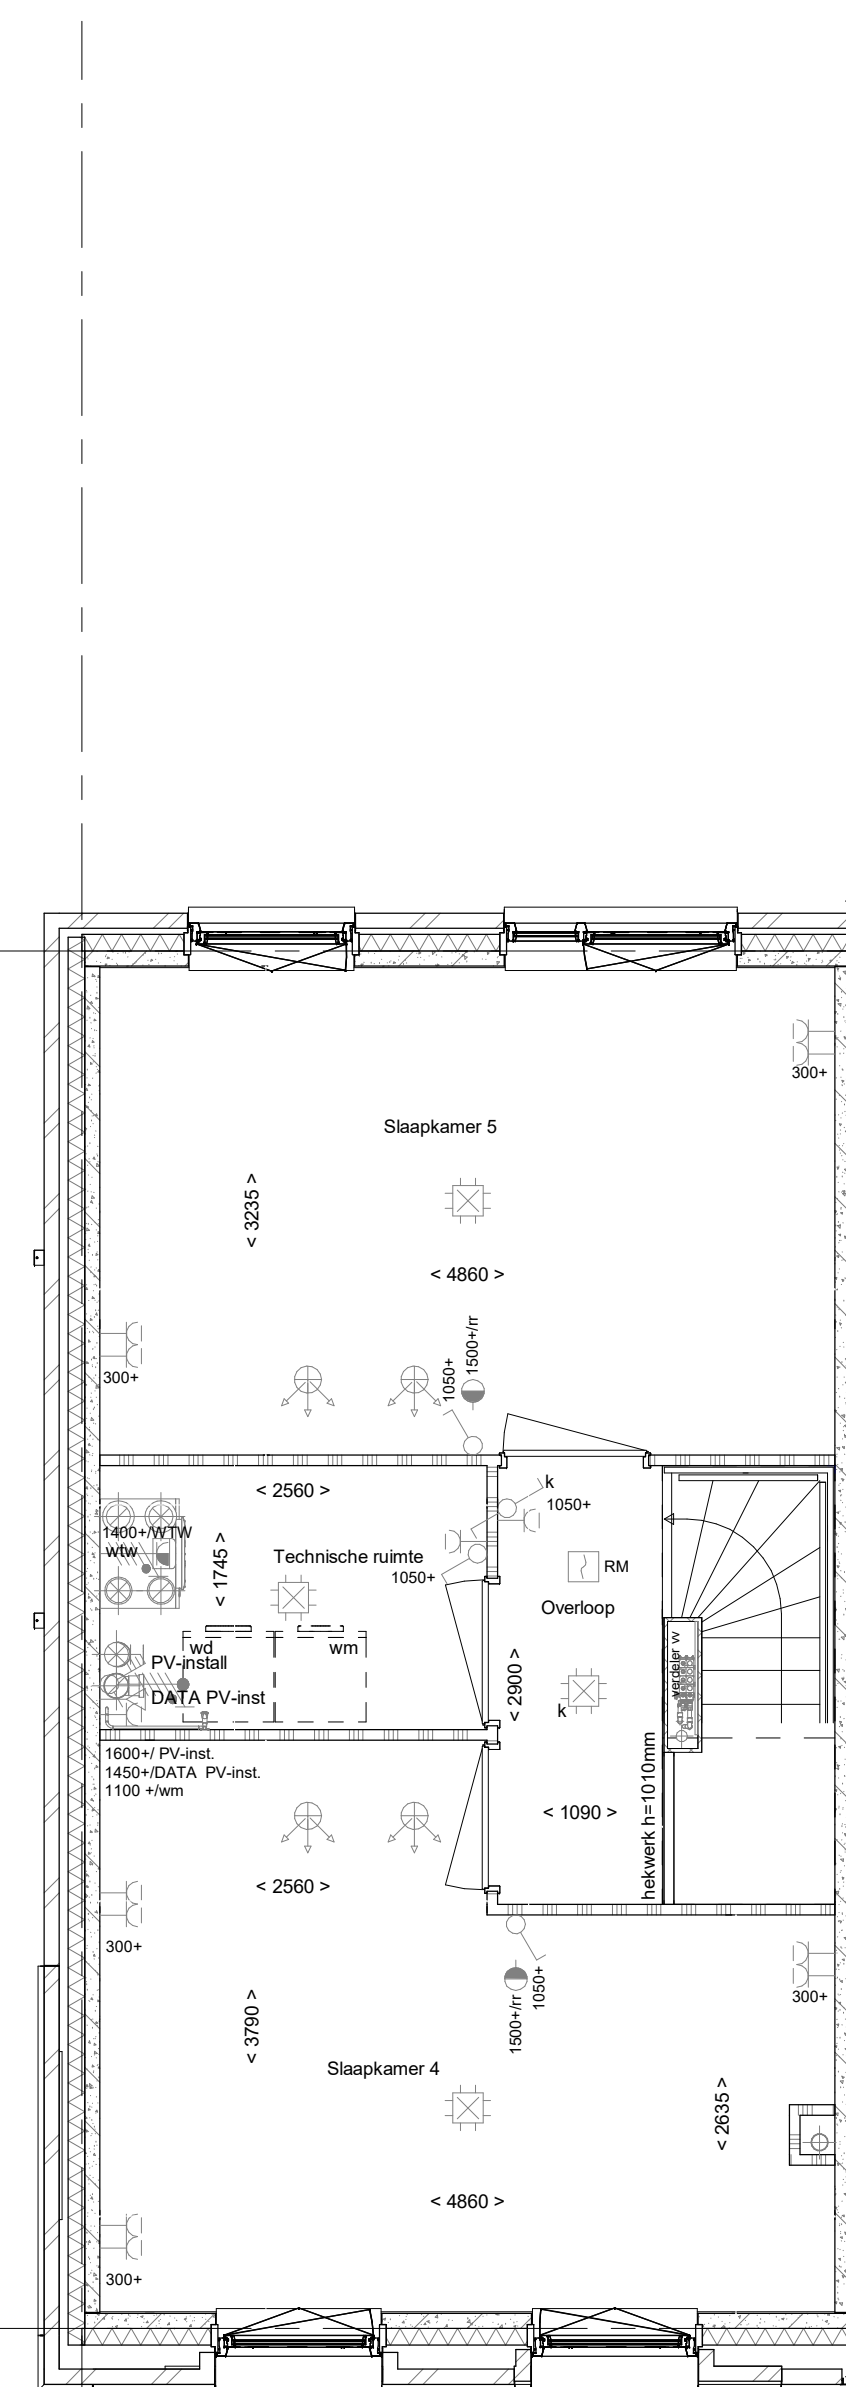 300+
Slaapkamer 5
< 3235 >
< 4860 >
1500+/rr
1050+
300+
< 2560 >
k
1050+
1400+/WTW
wtw
< 1745 >
Technische ruimte
1050+
RM
Overloop
wd
wm
PV-install
DATA PV-inst
< 2900 >
k
verdeler vv
1600+/ PV-inst.
1450+/DATA PV-inst.
1100 +/wm
hekwerk h=1010mm
< 1090 >
< 2560 >
300+
1050+
1500+/rr
300+
< 3790 >
Slaapkamer 4
< 2635 >
< 4860 >
300+